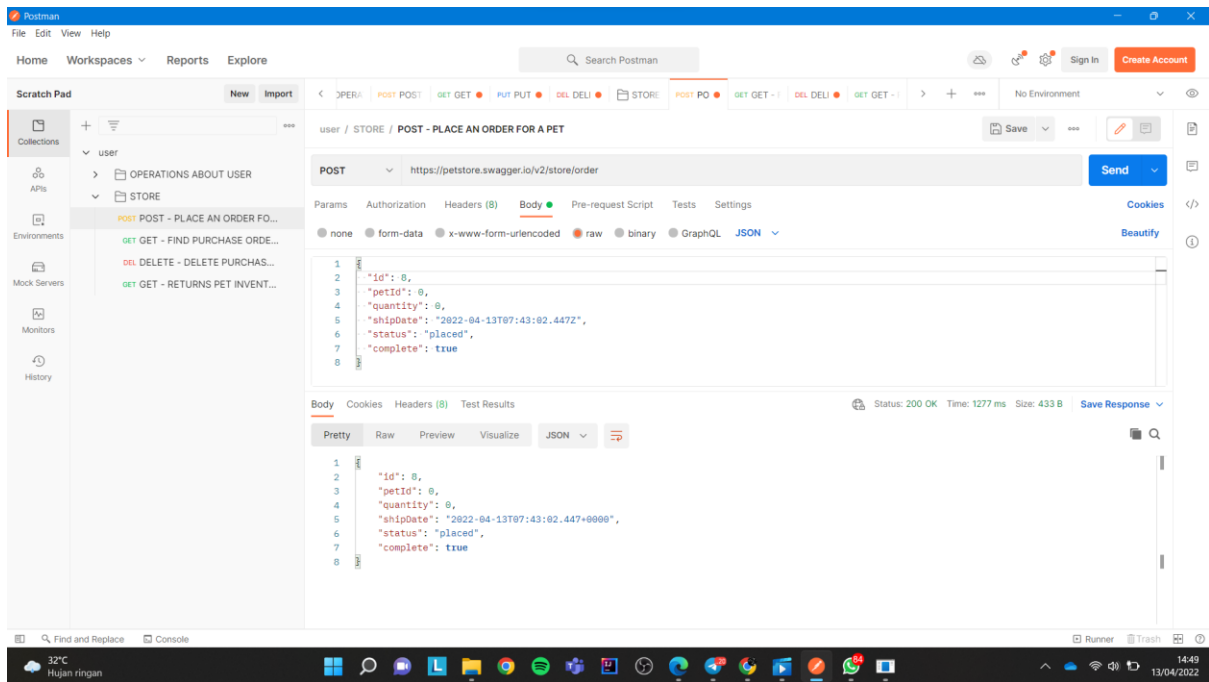 Postman
File Edit View Help
Home Workspaces Reports Explore
Search Postman
Sign In
Create Account
Scratch Pad
New Import
OPERA POST POST GET GET PUT PUT DEL DELI STORE POST PO GET GET - DEL DELI GET GET -
No Environment
Collections
APIs
Environments
Mock Servers
Monitors
History
user
OPERATIONS ABOUT USER
STORE
POST POST - PLACE AN ORDER FO...
GET GET - FIND PURCHASE ORDE...
DEL DELETE - DELETE PURCHAS...
GET GET - RETURNS PET INVENT...
user / STORE / POST - PLACE AN ORDER FOR A PET
Save
POST https://petstore.swagger.io/v2/store/order
Send
Params Authorization Headers (8) Body Pre-request Script Tests Settings
Cookies
none form-data x-www-form-urlencoded raw binary GraphQL JSON
Beautify
1 {
2 "id": 8,
3 "petId": 0,
4 "quantity": 0,
5 "shipDate": "2022-04-13T07:43:02.447Z",
6 "status": "placed",
7 "complete": true
8 }
Body Cookies Headers (8) Test Results
Status: 200 OK Time: 1277 ms Size: 433 B Save Response
Pretty Raw Preview Visualize JSON
1 {
2 "id": 8,
3 "petId": 0,
4 "quantity": 0,
5 "shipDate": "2022-04-13T07:43:02.447+0000",
6 "status": "placed",
7 "complete": true
8 }
Find and Replace Console
Runner Trash
32°C
Hujan ringan
20
84
14:49
13/04/2022